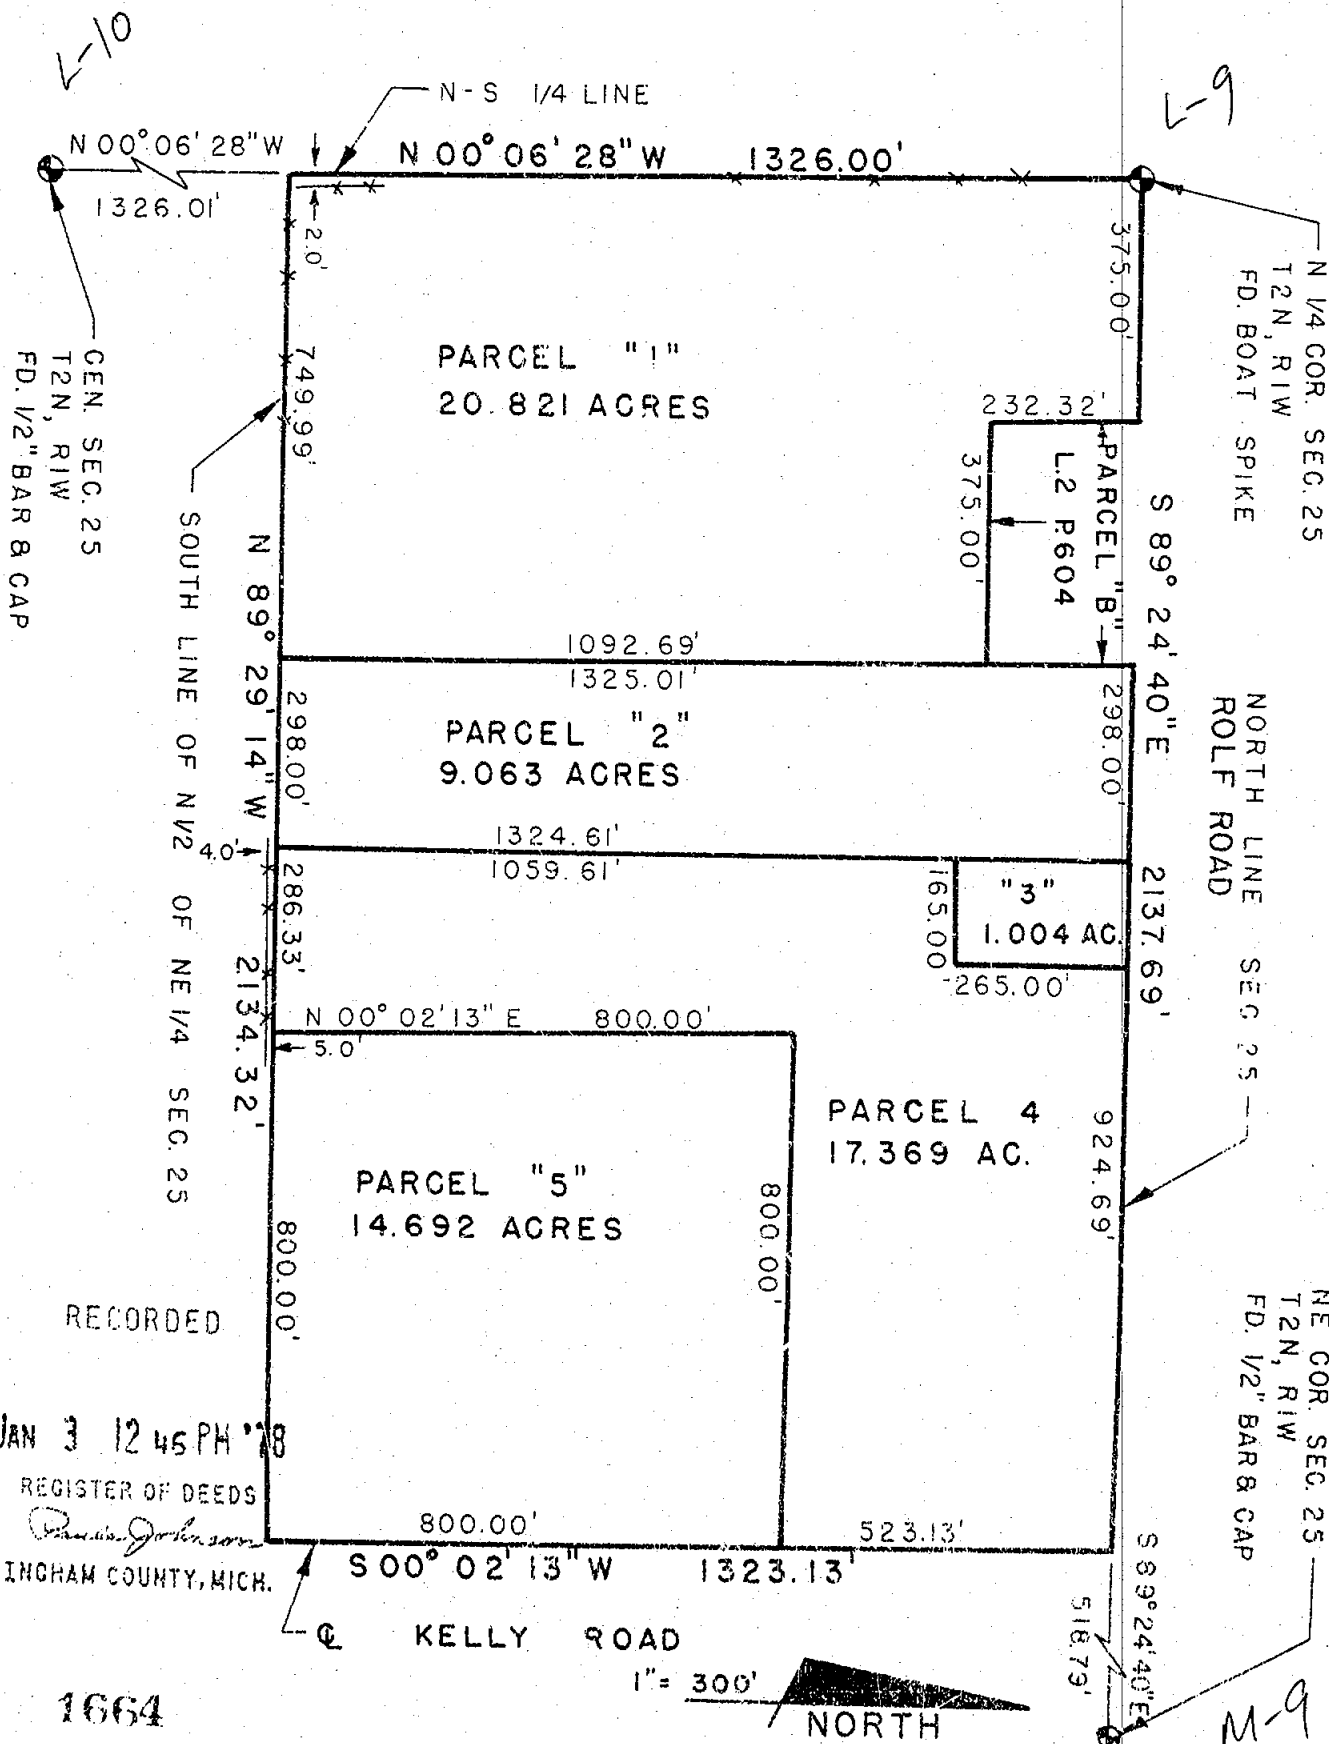 L-10
L-9
N-S 1/4 LINE
N 00° 06' 28" W
N 00° 06' 28" W 1326.00'
1326.01'
2.0'
375.00'
N 1/4 COR. SEC. 25
T2N, R1W
FD. BOAT SPIKE
CEN. SEC. 25
T2N, R1W
FD. 1/2" BAR & CAP
749.99'
PARCEL "1"
20.821 ACRES
232.32'
375.00'
PARCEL "B"
L.2 P.604
S 89° 24' 40" E 2137.69'
NORTH LINE SEC 25
ROLF ROAD
SOUTH LINE OF N 1/2 OF NE 1/4 SEC. 25
N 89° 29' 14" W 2134.32'
1092.69'
1325.01'
298.00'
PARCEL "2"
9.063 ACRES
298.00'
1324.61'
1059.61'
4.0'
286.33'
165.00
"3"
1.004 AC.
265.00'
N 00° 02' 13" E 800.00'
5.0'
PARCEL 4
17.369 AC.
924.69'
PARCEL "5"
14.692 ACRES
800.00'
800.00'
NE COR. SEC. 25
T2N, R1W
FD. 1/2" BAR & CAP
RECORDED
JAN 3 12 45 PH '78
REGISTER OF DEEDS
Johnson
INGHAM COUNTY, MICH.
800.00'
523.13'
S 00° 02' 13" W 1323.13'
S 89° 24' 40" E
518.79'
℄ KELLY ROAD
1" = 300'
NORTH
1664
M-9